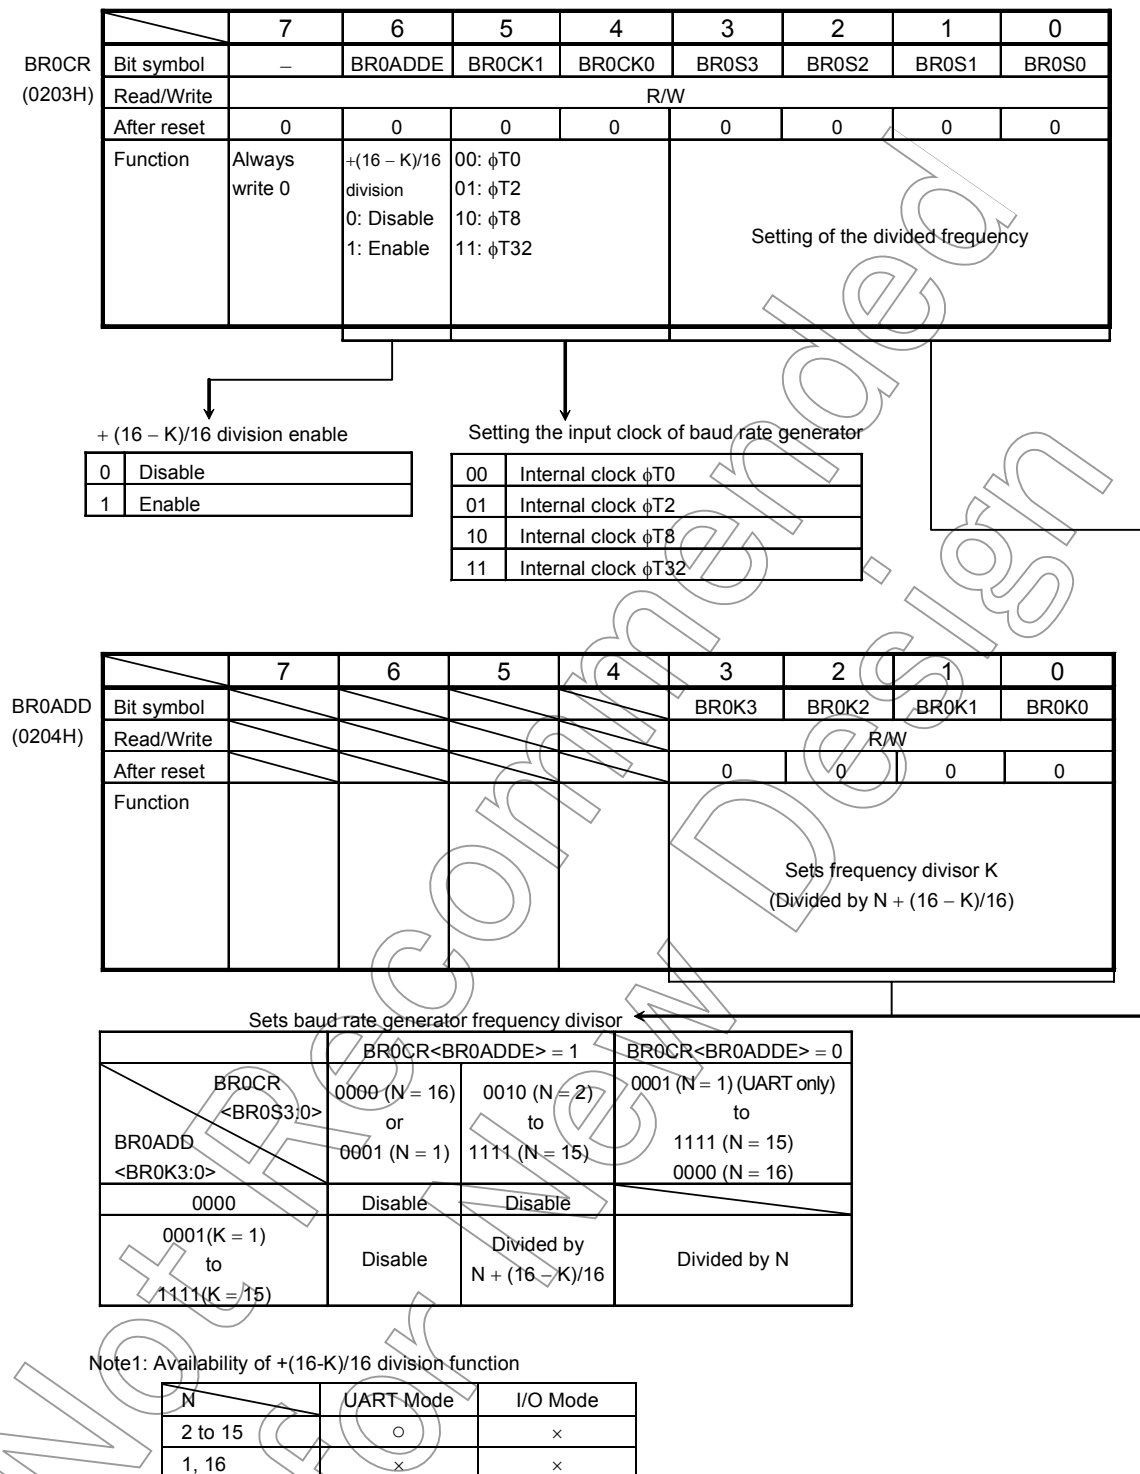 7 6 5 4 3 2 1 0
BR0CR Bit symbol – BR0ADDE BR0CK1 BR0CK0 BR0S3 BR0S2 BR0S1 BR0S0
(0203H) Read/Write R/W
After reset 0 0 0 0 0 0 0 0
Function Always +(16 – K)/16 00: ϕT0
write 0 division 01: ϕT2
0: Disable 10: ϕT8 Setting of the divided frequency
1: Enable 11: ϕT32
+ (16 – K)/16 division enable Setting the input clock of baud rate generator
0 Disable
1 Enable
00 Internal clock ϕT0
01 Internal clock ϕT2
10 Internal clock ϕT8
11 Internal clock ϕT32
7 6 5 4 3 2 1 0
BR0ADD Bit symbol BR0K3 BR0K2 BR0K1 BR0K0
(0204H) Read/Write R/W
After reset 0 0 0 0
Function
Sets frequency divisor K
(Divided by N + (16 – K)/16)
Sets baud rate generator frequency divisor
BR0CR<BR0ADDE> = 1 BR0CR<BR0ADDE> = 0
BR0CR
<BR0S3:0>
BR0ADD
<BR0K3:0>
0000 (N = 16)
or
0001 (N = 1)
0010 (N = 2)
to
1111 (N = 15)
0001 (N = 1) (UART only)
to
1111 (N = 15)
0000 (N = 16)
0000 Disable Disable
0001(K = 1)
to
1111(K = 15)
Disable
Divided by
N + (16 – K)/16
Divided by N
Note1: Availability of +(16-K)/16 division function
N UART Mode I/O Mode
2 to 15 ○ ×
1, 16 × ×
Not Recommended
for New Design